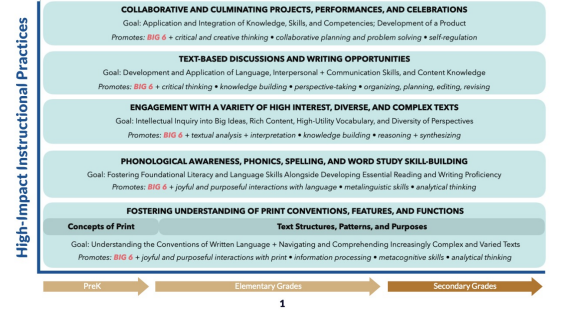 High-Impact Instructional Practices
COLLABORATIVE AND CULMINATING PROJECTS, PERFORMANCES, AND CELEBRATIONS
Goal: Application and Integration of Knowledge, Skills, and Competencies; Development of a Product
Promotes: BIG 6 + critical and creative thinking • collaborative planning and problem solving • self-regulation
TEXT-BASED DISCUSSIONS AND WRITING OPPORTUNITIES
Goal: Development and Application of Language, Interpersonal + Communication Skills, and Content Knowledge
Promotes: BIG 6 + critical thinking • knowledge building • perspective-taking • organizing, planning, editing, revising
ENGAGEMENT WITH A VARIETY OF HIGH INTEREST, DIVERSE, AND COMPLEX TEXTS
Goal: Intellectual Inquiry into Big Ideas, Rich Content, High-Utility Vocabulary, and Diversity of Perspectives
Promotes: BIG 6 + textual analysis + interpretation • knowledge building • reasoning + synthesizing
PHONOLOGICAL AWARENESS, PHONICS, SPELLING, AND WORD STUDY SKILL-BUILDING
Goal: Fostering Foundational Literacy and Language Skills Alongside Developing Essential Reading and Writing Proficiency
Promotes: BIG 6 + joyful and purposeful interactions with language • metalinguistic skills • analytical thinking
FOSTERING UNDERSTANDING OF PRINT CONVENTIONS, FEATURES, AND FUNCTIONS
Concepts of Print
Text Structures, Patterns, and Purposes
Goal: Understanding the Conventions of Written Language + Navigating and Comprehending Increasingly Complex and Varied Texts
Promotes: BIG 6 + joyful and purposeful interactions with print • information processing • metacognitive skills • analytical thinking
PreK
Elementary Grades
Secondary Grades
1